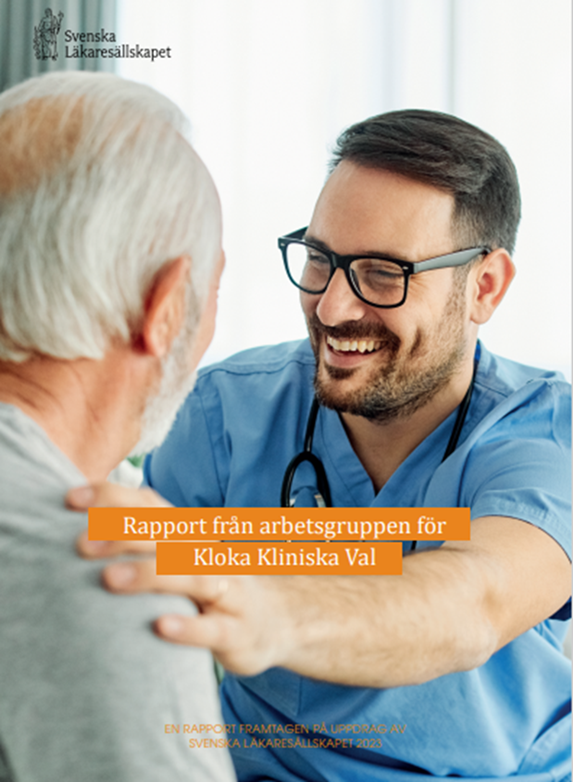 Svenska
Läkaresällskapet
Rapport från arbetsgruppen för
Kloka Kliniska Val
EN RAPPORT FRAMTAGEN PÅ UPPDRAG AV
SVENSKA LÄKARESÄLLSKAPET 2023